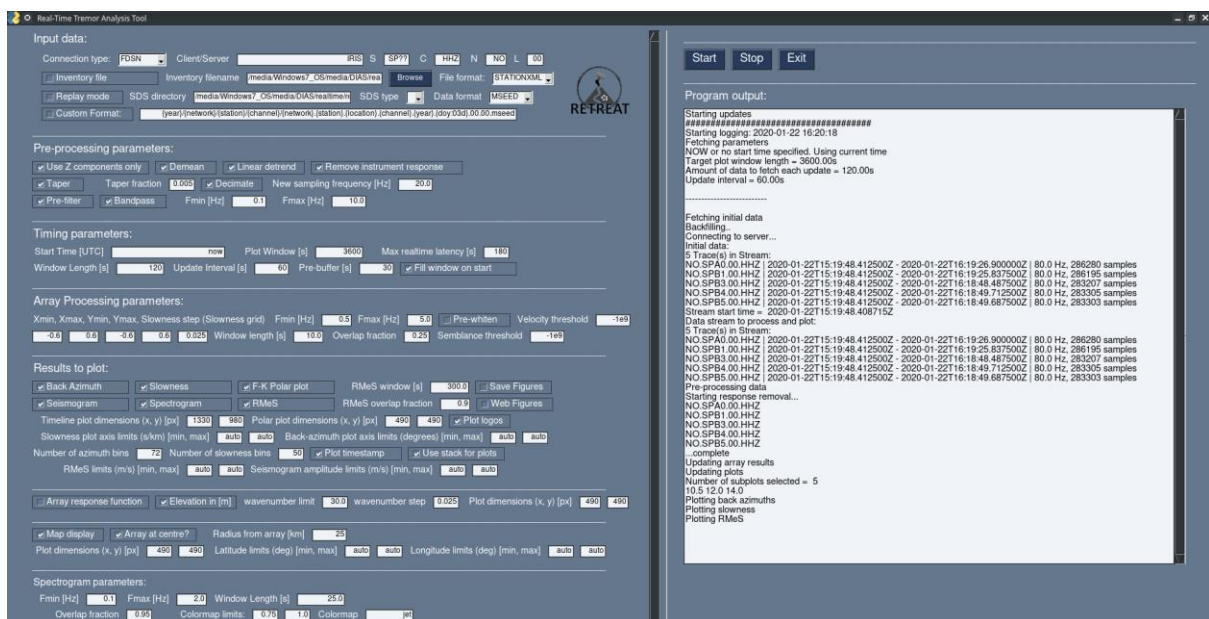 Real-Time Tremor Analysis Tool
Input data:
Connection type: FDSN Client/Server IRIS S SP?? C HHZ N NO L 00
Inventory file Inventory filename /media/Windows7_OS/media/DIAS/rea Browse File format: STATIONXML
Replay mode SDS directory /media/Windows7_OS/media/DIAS/realtime/r SDS type Data format MSEED
Custom Format: {year}/{network}/{station}/{channel}/{network}.{station}.{location}.{channel}.{year}.{doy:03d}.00.00.mseed
RETREAT
Pre-processing parameters:
Use Z components only Demean Linear detrend Remove instrument response
Taper Taper fraction 0.005 Decimate New sampling frequency [Hz] 20.0
Pre-filter Bandpass Fmin [Hz] 0.1 Fmax [Hz] 10.0
Timing parameters:
Start Time [UTC] now Plot Window [s] 3600 Max realtime latency [s] 180
Window Length [s] 120 Update Interval [s] 60 Pre-buffer [s] 30 Fill window on start
Array Processing parameters:
Xmin, Xmax, Ymin, Ymax, Slowness step (Slowness grid) Fmin [Hz] 0.5 Fmax [Hz] 5.0 Pre-whiten Velocity threshold -1e9
-0.6 0.6 -0.6 0.6 0.025 Window length [s] 10.0 Overlap fraction 0.25 Semblance threshold -1e9
Results to plot:
Back Azimuth Slowness F-K Polar plot RMeS window [s] 300.0 Save Figures
Seismogram Spectrogram RMeS RMeS overlap fraction 0.9 Web Figures
Timeline plot dimensions (x, y) [px] 1330 980 Polar plot dimensions (x, y) [px] 490 490 Plot logos
Slowness plot axis limits (s/km) [min, max] auto auto Back-azimuth plot axis limits (degrees) [min, max] auto auto
Number of azimuth bins 72 Number of slowness bins 50 Plot timestamp Use stack for plots
RMeS limits (m/s) [min, max] auto auto Seismogram amplitude limits (m/s) [min, max] auto auto
Array response function Elevation in [m] wavenumber limit 30.0 wavenumber step 0.025 Plot dimensions (x, y) [px] 490 490
Map display Array at centre? Radius from array [km] 25
Plot dimensions (x, y) [px] 490 490 Latitude limits (deg) [min, max] auto auto Longitude limits (deg) [min, max] auto auto
Spectrogram parameters:
Fmin [Hz] 0.1 Fmax [Hz] 2.0 Window Length [s] 25.0
Overlap fraction 0.95 Colormap limits: 0.75 1.0 Colormap jet
Start Stop Exit
Program output:
Starting updates
#####################################
Starting logging: 2020-01-22 16:20:18
Fetching parameters
NOW or no start time specified. Using current time
Target plot window length = 3600.00s
Amount of data to fetch each update = 120.00s
Update interval = 60.00s
--------------------------
Fetching initial data
Backfilling..
Connecting to server...
Initial data:
5 Trace(s) in Stream:
NO.SPA0.00.HHZ | 2020-01-22T15:19:48.412500Z - 2020-01-22T16:19:26.900000Z | 80.0 Hz, 286280 samples
NO.SPB1.00.HHZ | 2020-01-22T15:19:48.412500Z - 2020-01-22T16:19:25.837500Z | 80.0 Hz, 286195 samples
NO.SPB3.00.HHZ | 2020-01-22T15:19:48.412500Z - 2020-01-22T16:18:48.487500Z | 80.0 Hz, 283207 samples
NO.SPB4.00.HHZ | 2020-01-22T15:19:48.412500Z - 2020-01-22T16:18:49.712500Z | 80.0 Hz, 283305 samples
NO.SPB5.00.HHZ | 2020-01-22T15:19:48.412500Z - 2020-01-22T16:18:49.687500Z | 80.0 Hz, 283303 samples
Stream start time = 2020-01-22T15:19:48.408715Z
Data stream to process and plot:
5 Trace(s) in Stream:
NO.SPA0.00.HHZ | 2020-01-22T15:19:48.412500Z - 2020-01-22T16:19:26.900000Z | 80.0 Hz, 286280 samples
NO.SPB1.00.HHZ | 2020-01-22T15:19:48.412500Z - 2020-01-22T16:19:25.837500Z | 80.0 Hz, 286195 samples
NO.SPB3.00.HHZ | 2020-01-22T15:19:48.412500Z - 2020-01-22T16:18:48.487500Z | 80.0 Hz, 283207 samples
NO.SPB4.00.HHZ | 2020-01-22T15:19:48.412500Z - 2020-01-22T16:18:49.712500Z | 80.0 Hz, 283305 samples
NO.SPB5.00.HHZ | 2020-01-22T15:19:48.412500Z - 2020-01-22T16:18:49.687500Z | 80.0 Hz, 283303 samples
Pre-processing data
Starting response removal...
NO.SPA0.00.HHZ
NO.SPB1.00.HHZ
NO.SPB3.00.HHZ
NO.SPB4.00.HHZ
NO.SPB5.00.HHZ
...complete
Updating array results
Updating plots
Number of subplots selected = 5
10.5 12.0 14.0
Plotting back azimuths
Plotting slowness
Plotting RMeS